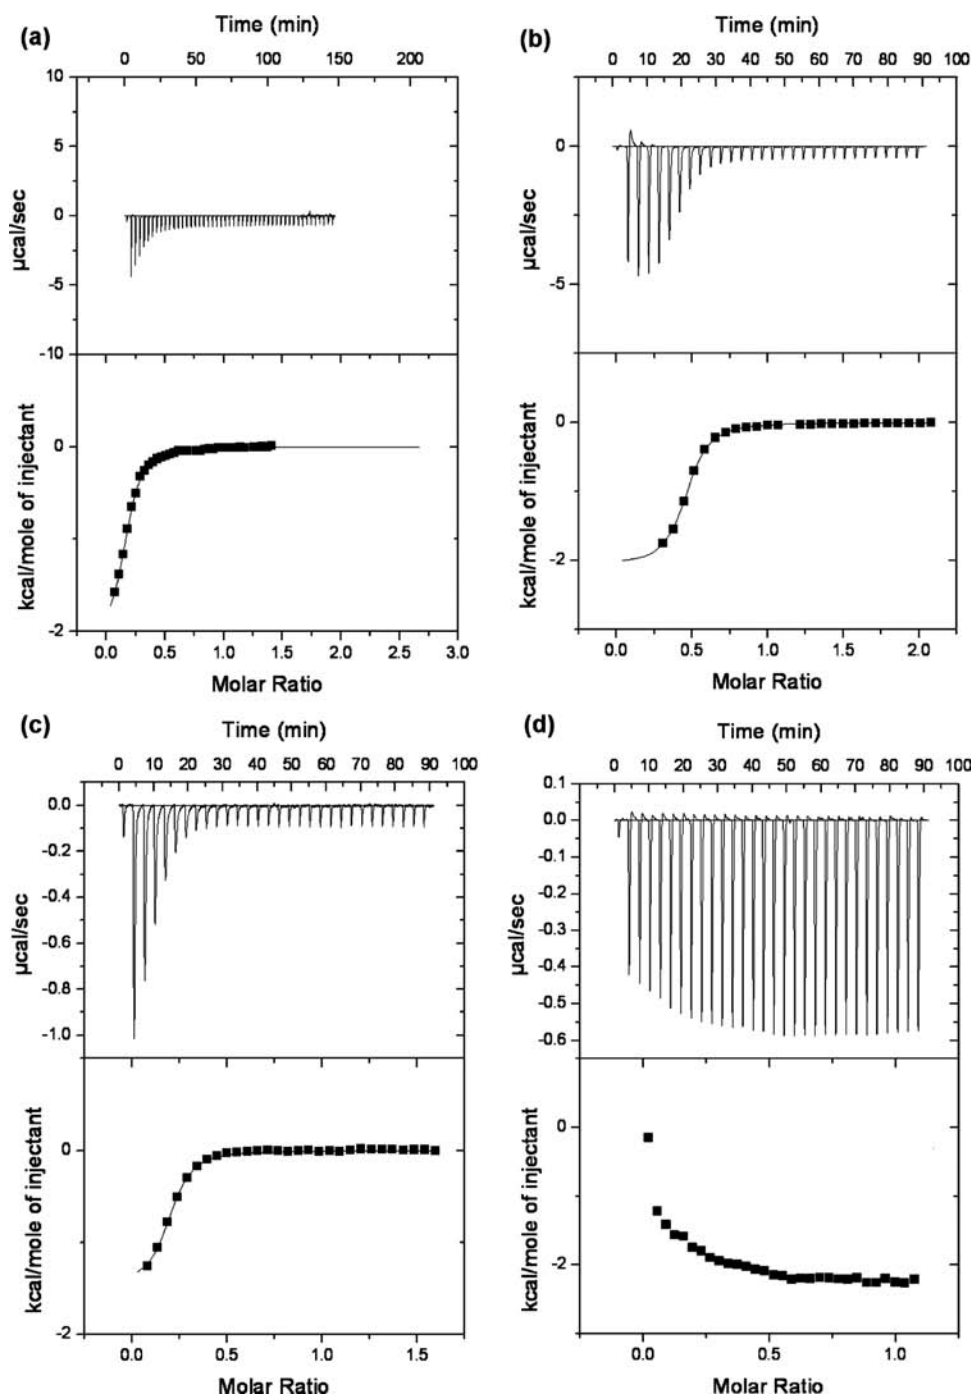 (a)
Time (min)
0 50 100 150 200
10
5
0
-5
-10
µcal/sec
0
-2
kcal/mole of injectant
0.0 0.5 1.0 1.5 2.0 2.5 3.0
Molar Ratio
(b)
Time (min)
0 10 20 30 40 50 60 70 80 90 100
0
-5
µcal/sec
0
-2
kcal/mole of injectant
0.0 0.5 1.0 1.5 2.0
Molar Ratio
(c)
Time (min)
0 10 20 30 40 50 60 70 80 90 100
0.0
-0.2
-0.4
-0.6
-0.8
-1.0
µcal/sec
0
-2
kcal/mole of injectant
0.0 0.5 1.0 1.5
Molar Ratio
(d)
Time (min)
0 10 20 30 40 50 60 70 80 90 100
0.1
0.0
-0.1
-0.2
-0.3
-0.4
-0.5
-0.6
µcal/sec
0
-2
kcal/mole of injectant
0.0 0.5 1.0
Molar Ratio